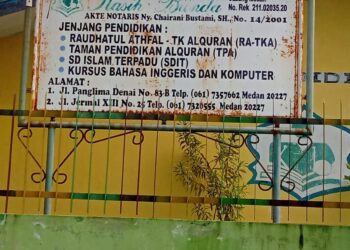 Kasih Bunda
No. Rek 211.02035.20
AKTE NOTARIS Ny. Chairani Bustami, SH., No. 14/2001
JENJANG PENDIDIKAN :
• RAUDHATUL ATHFAL - TK ALQURAN (RA-TKA)
• TAMAN PENDIDIKAN ALQURAN (TPA)
• SD ISLAM TERPADU (SDIT)
• KURSUS BAHASA INGGERIS DAN KOMPUTER
ALAMAT :
1. Jl. Panglima Denai No. 83-B Telp. (061) 7357662 Medan 20227
2. Jl. Jermal XIII No. 25 Telp. (061) 7320555 Medan 20227